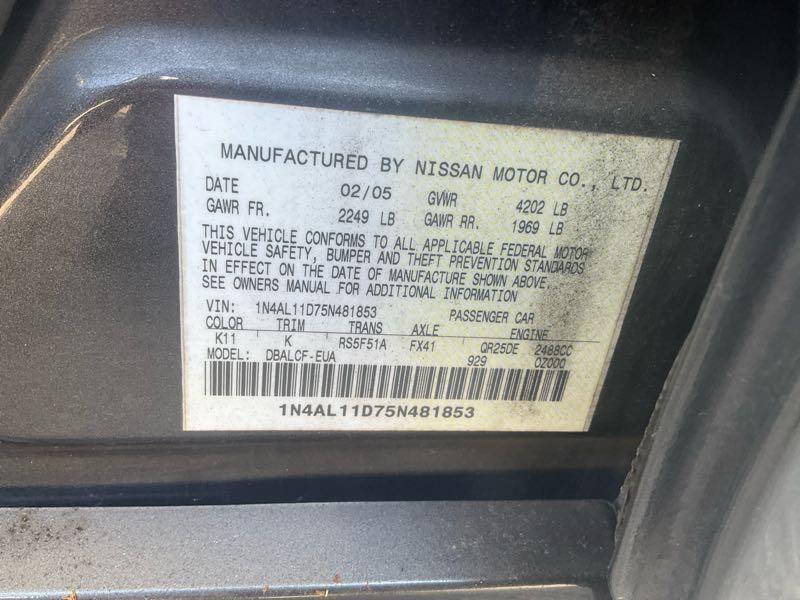 MANUFACTURED BY NISSAN MOTOR CO., LTD.
DATE 02/05 GVWR 4202 LB
GAWR FR. 2249 LB GAWR RR. 1969 LB
THIS VEHICLE CONFORMS TO ALL APPLICABLE FEDERAL MOTOR
VEHICLE SAFETY, BUMPER AND THEFT PREVENTION STANDARDS
IN EFFECT ON THE DATE OF MANUFACTURE SHOWN ABOVE.
SEE OWNERS MANUAL FOR ADDITIONAL INFORMATION
VIN: 1N4AL11D75N481853 PASSENGER CAR
COLOR TRIM TRANS AXLE ENGINE
K11 K RS5F51A FX41 QR25DE 2488CC
MODEL: DBALCF-EUA 929 0Z000
1N4AL11D75N481853